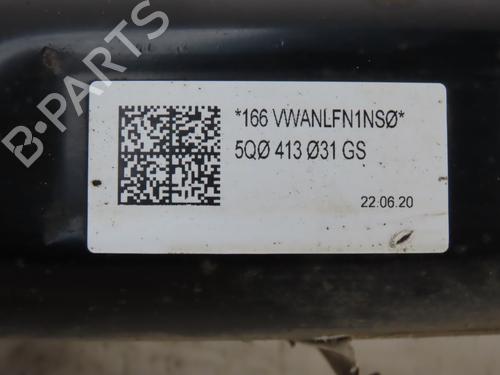 *166 VWANLFN1NSØ*
5QØ 413 Ø31 GS
22.06.20
B-PARTS